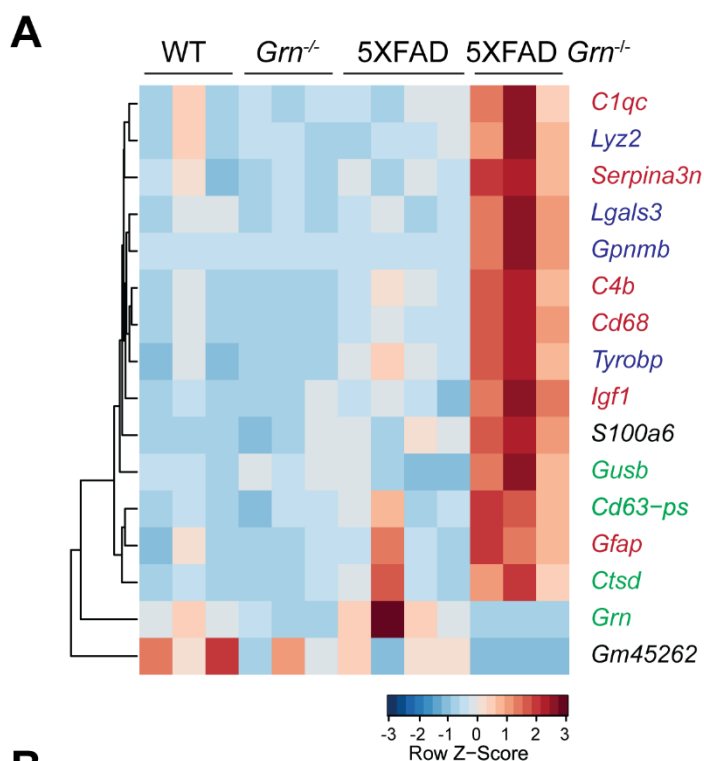 A
WT Grn-/- 5XFAD 5XFAD Grn-/-
C1qc
Lyz2
Serpina3n
Lgals3
Gpnmb
C4b
Cd68
Tyrobp
Igf1
S100a6
Gusb
Cd63−ps
Gfap
Ctsd
Grn
Gm45262
-3 -2 -1 0 1 2 3
Row Z−Score